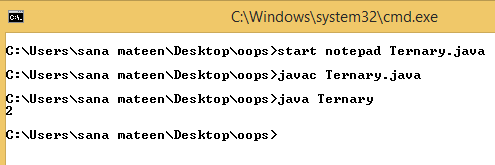 C:\Windows\system32\cmd.exe
C:\Users\sana mateen\Desktop\oops>start notepad Ternary.java
C:\Users\sana mateen\Desktop\oops>javac Ternary.java
C:\Users\sana mateen\Desktop\oops>java Ternary
2
C:\Users\sana mateen\Desktop\oops>